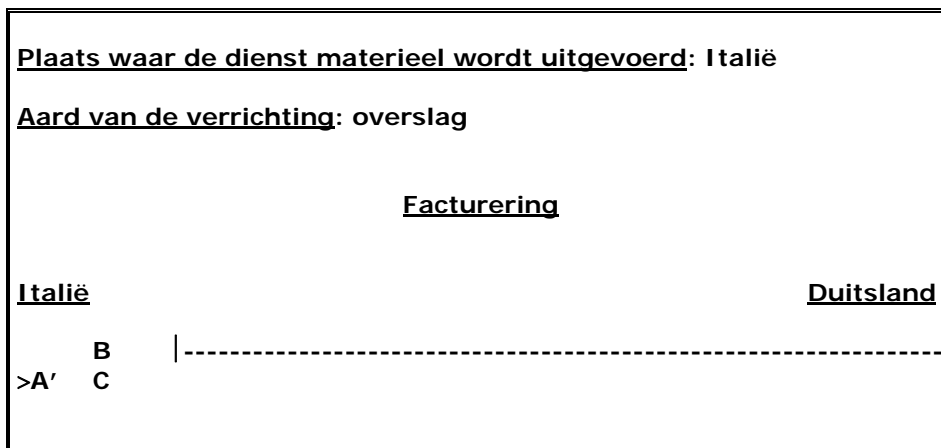 Plaats waar de dienst materieel wordt uitgevoerd: Italië
Aard van de verrichting: overslag
Facturering
Italië Duitsland
B |------------------------------------------------------------------
>A' C